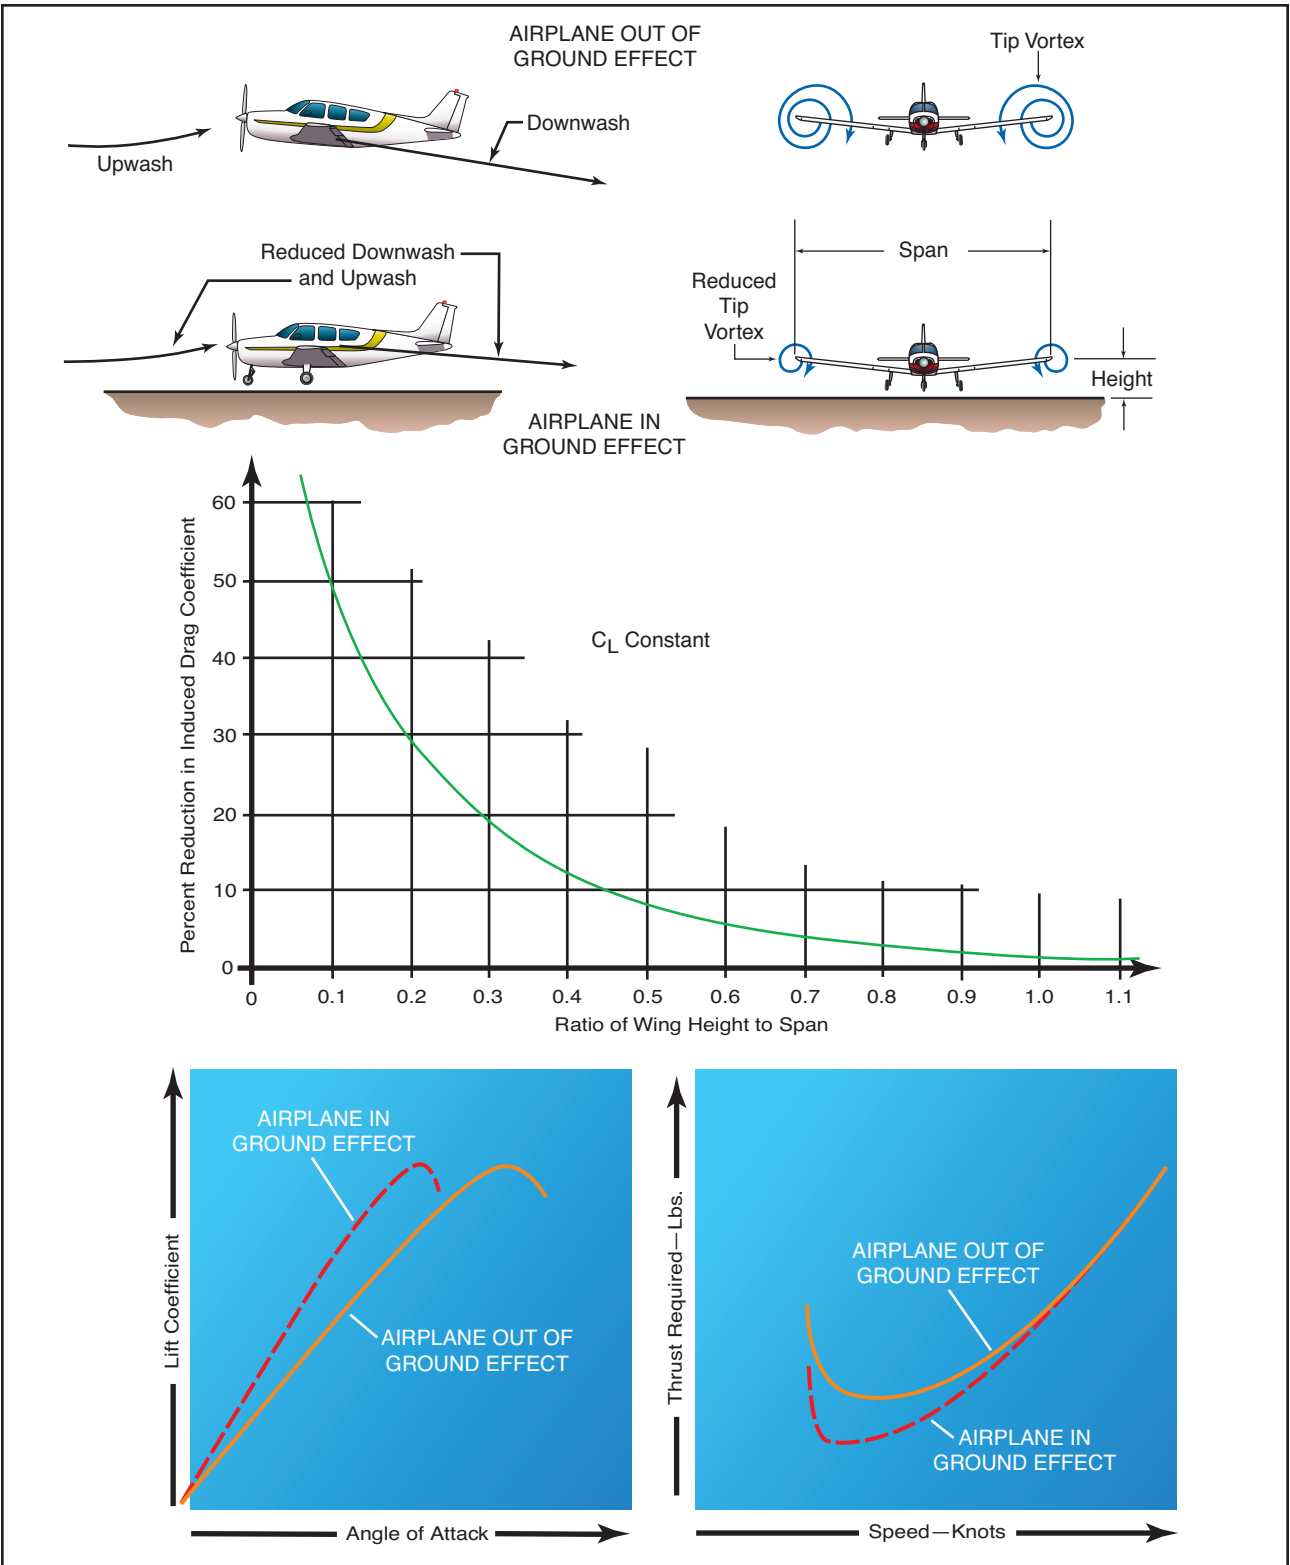 AIRPLANE OUT OF
GROUND EFFECT
Tip Vortex
Downwash
Upwash
Reduced Downwash
and Upwash
Span
Reduced
Tip
Vortex
Height
AIRPLANE IN
GROUND EFFECT
Percent Reduction in Induced Drag Coefficient
60
50
40
30
20
10
0
CL Constant
0 0.1 0.2 0.3 0.4 0.5 0.6 0.7 0.8 0.9 1.0 1.1
Ratio of Wing Height to Span
Lift Coefficient
AIRPLANE IN
GROUND EFFECT
AIRPLANE OUT OF
GROUND EFFECT
Angle of Attack
Thrust Required—Lbs.
AIRPLANE OUT OF
GROUND EFFECT
AIRPLANE IN
GROUND EFFECT
Speed—Knots